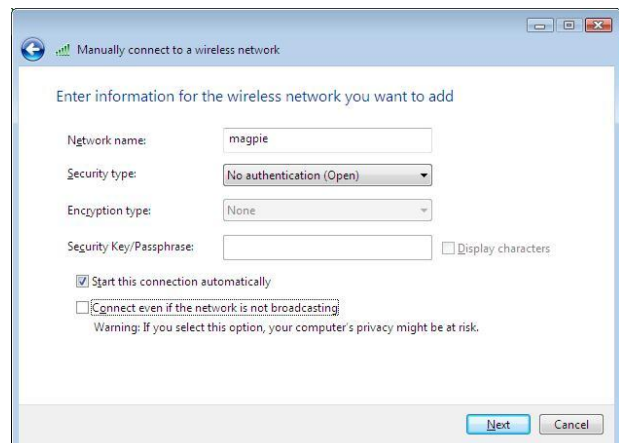 Manually connect to a wireless network
Enter information for the wireless network you want to add
Network name: magpie
Security type: No authentication (Open)
Encryption type: None
Security Key/Passphrase: Display characters
Start this connection automatically
Connect even if the network is not broadcasting
Warning: If you select this option, your computer's privacy might be at risk.
Next Cancel